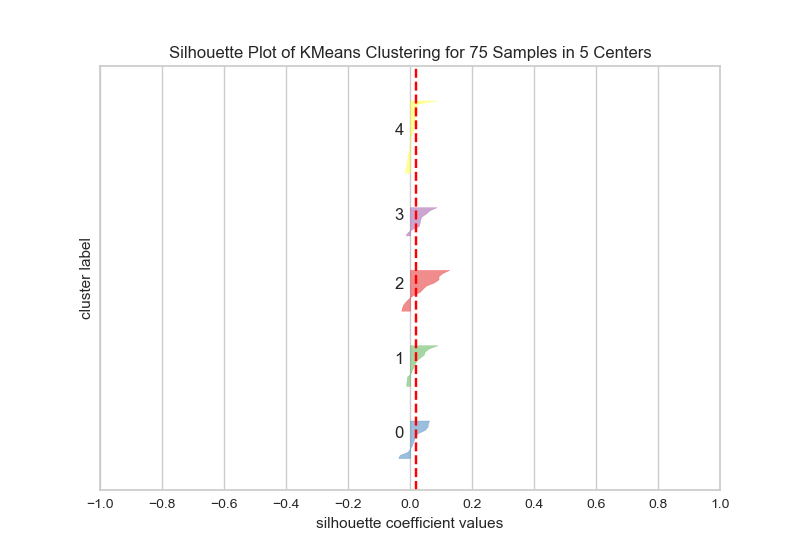 Silhouette Plot of KMeans Clustering for 75 Samples in 5 Centers
cluster label
4
3
2
1
0
−1.0 −0.8 −0.6 −0.4 −0.2 0.0 0.2 0.4 0.6 0.8 1.0
silhouette coefficient values